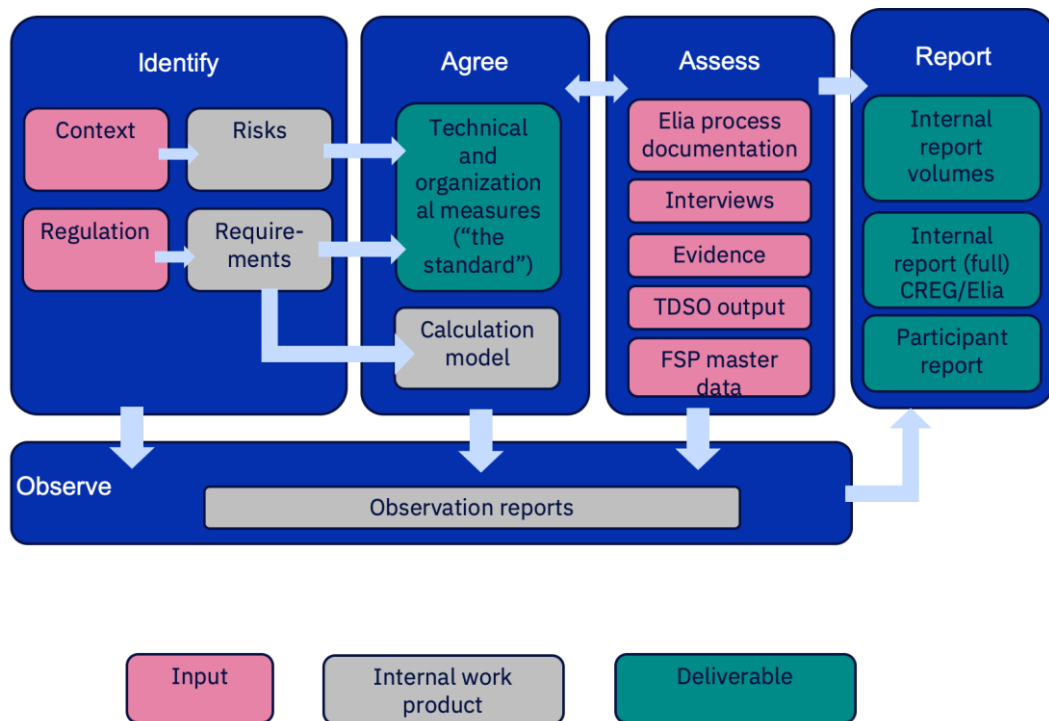 Identify
Context
Risks
Regulation
Require-
ments
Agree
Technical
and
organization
al measures
(“the
standard”)
Calculation
model
Assess
Elia process
documentation
Interviews
Evidence
TDSO output
FSP master
data
Report
Internal
report
volumes
Internal
report (full)
CREG/Elia
Participant
report
Observe
Observation reports
Input
Internal work
product
Deliverable